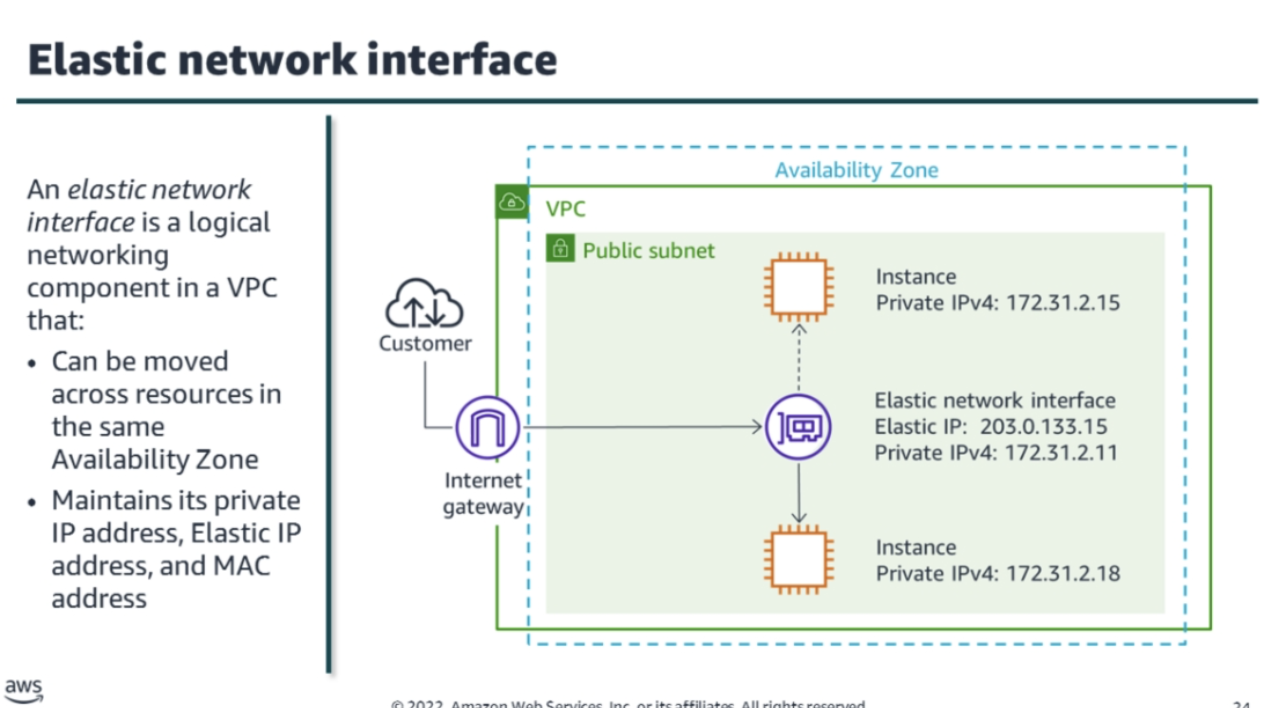 Elastic network interface
An elastic network
interface is a logical
networking
component in a VPC
that:
• Can be moved
across resources in
the same
Availability Zone
• Maintains its private
IP address, Elastic IP
address, and MAC
address
Availability Zone
VPC
Public subnet
Instance
Private IPv4: 172.31.2.15
Customer
Elastic network interface
Elastic IP: 203.0.133.15
Private IPv4: 172.31.2.11
Internet
gateway
Instance
Private IPv4: 172.31.2.18
aws
© 2022, Amazon Web Services, Inc. or its affiliates. All rights reserved.
24